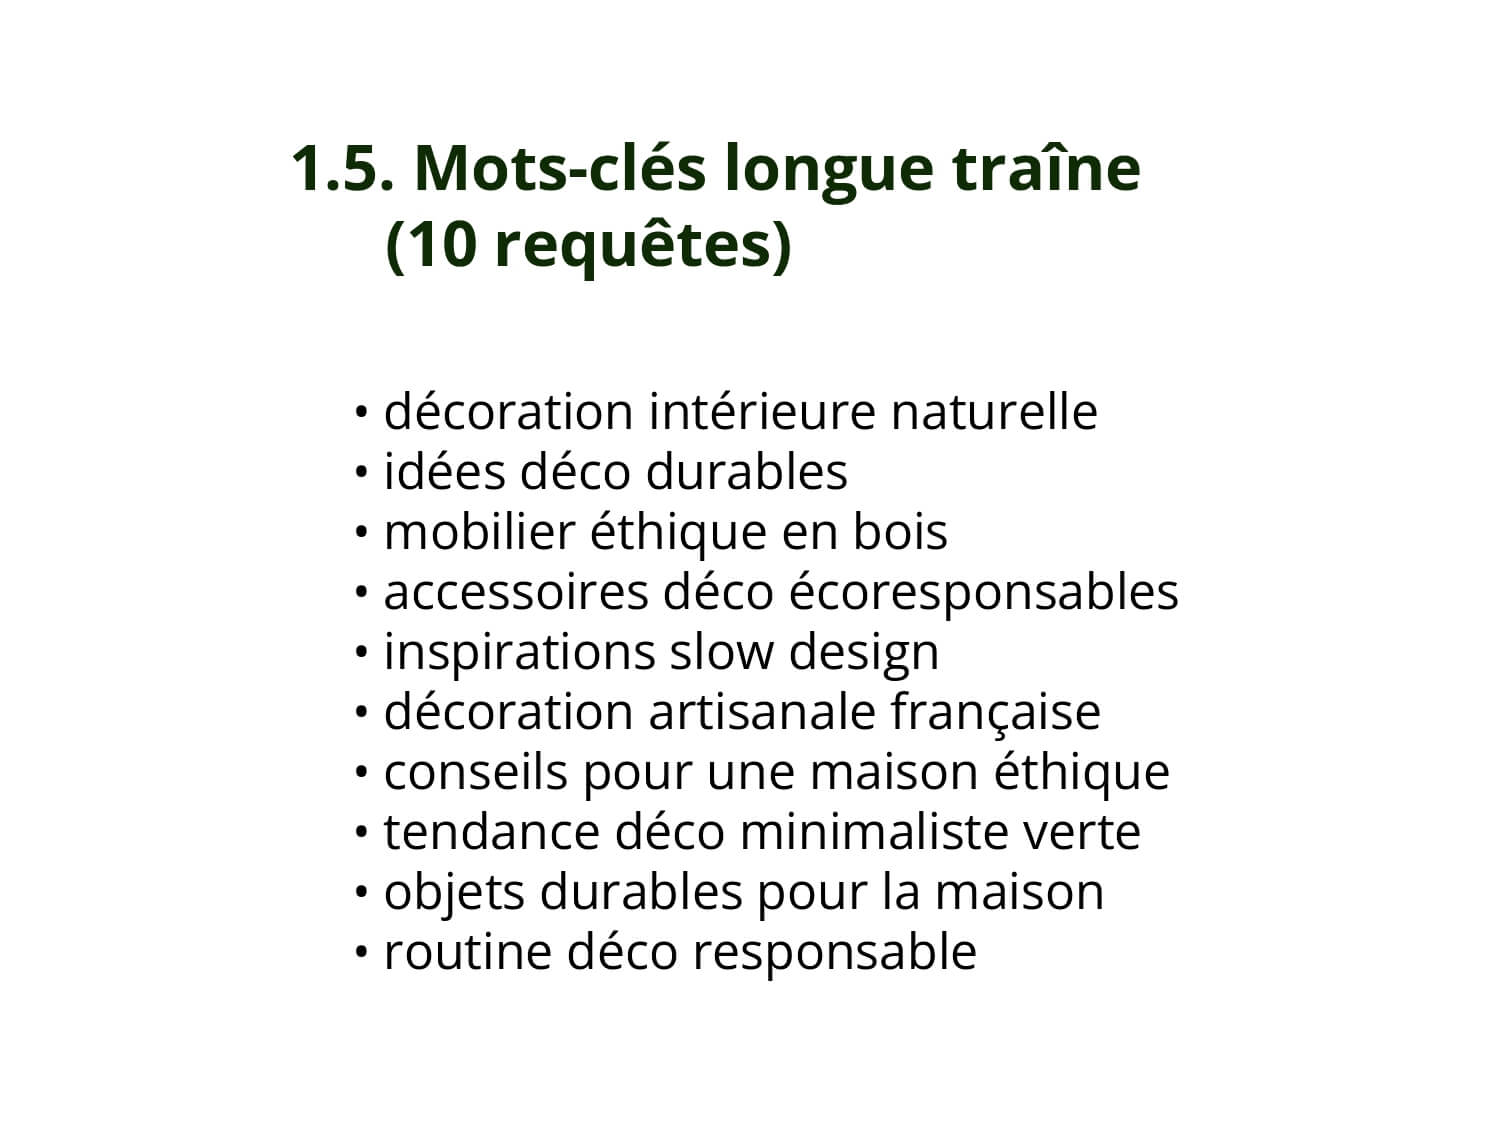 1.5. Mots-clés longue traîne
(10 requêtes)
• décoration intérieure naturelle
• idées déco durables
• mobilier éthique en bois
• accessoires déco écoresponsables
• inspirations slow design
• décoration artisanale française
• conseils pour une maison éthique
• tendance déco minimaliste verte
• objets durables pour la maison
• routine déco responsable